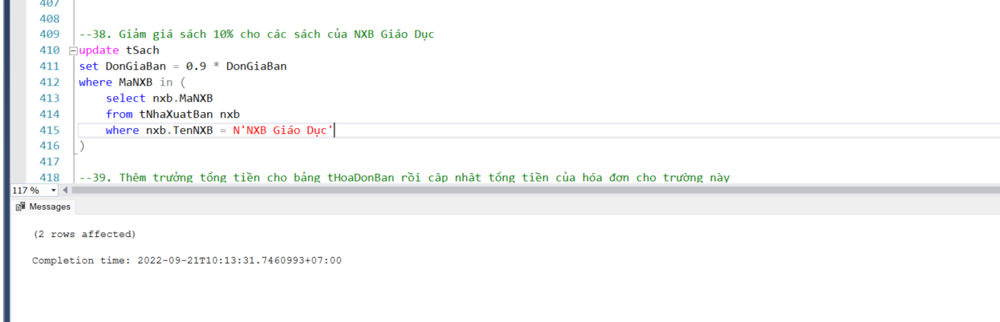 407
408
409 --38. Giảm giá sách 10% cho các sách của NXB Giáo Dục
410 update tSach
411 set DonGiaBan = 0.9 * DonGiaBan
412 where MaNXB in (
413 select nxb.MaNXB
414 from tNhaXuatBan nxb
415 where nxb.TenNXB = N'NXB Giáo Dục'
416 )
417
418 --39. Thêm trường tổng tiền cho bảng tHoaDonBan rồi cập nhật tổng tiền của hóa đơn cho trường này
117 %
Messages
(2 rows affected)
Completion time: 2022-09-21T10:13:31.7460993+07:00